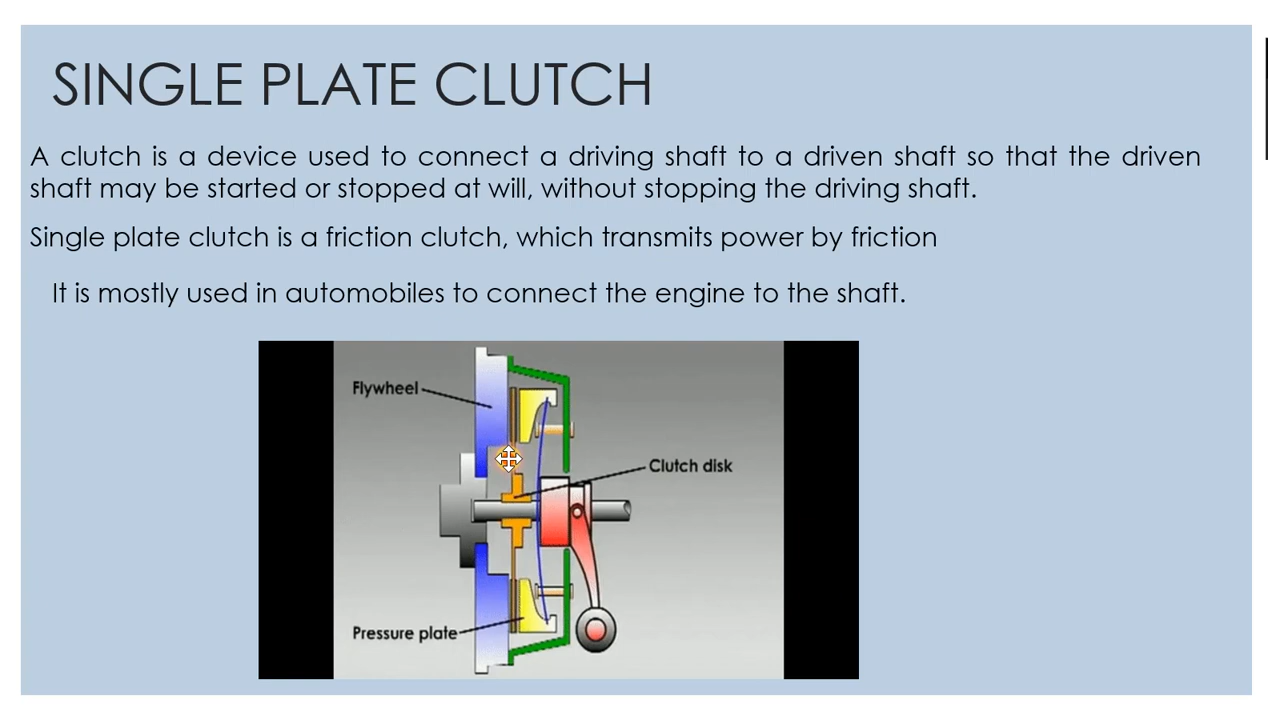 SINGLE PLATE CLUTCH
A clutch is a device used to connect a driving shaft to a driven shaft so that the driven
shaft may be started or stopped at will, without stopping the driving shaft.
Single plate clutch is a friction clutch, which transmits power by friction
It is mostly used in automobiles to connect the engine to the shaft.
Flywheel
Clutch disk
Pressure plate